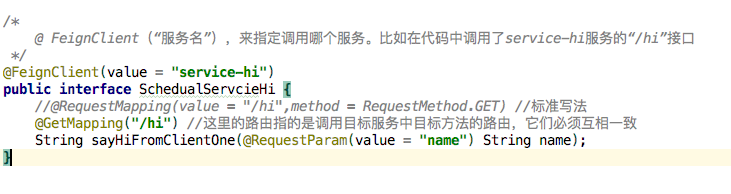 /*
@ FeignClient（“服务名”），来指定调用哪个服务。比如在代码中调用了service-hi服务的“/hi”接口
*/
@FeignClient(value = "service-hi")
public interface SchedualServcieHi {
//@RequestMapping(value = "/hi",method = RequestMethod.GET) //标准写法
@GetMapping("/hi") //这里的路由指的是调用目标服务中目标方法的路由，它们必须互相一致
String sayHiFromClientOne(@RequestParam(value = "name") String name);
}